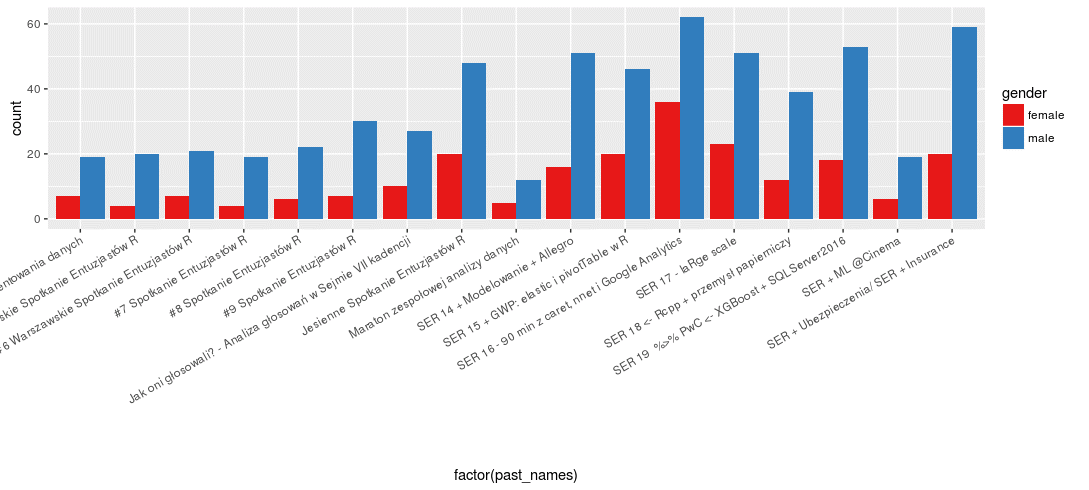 60
40
20
0
count
gender
female
male
danych
Spotkanie Entuzjastów R
#6 Warszawskie Spotkanie Entuzjastów R
#7 Spotkanie Entuzjastów R
#8 Spotkanie Entuzjastów R
#9 Spotkanie Entuzjastów R
Jak oni głosowali? - Analiza głosowań w Sejmie VII kadencji
Jesienne Spotkanie Entuzjastów R
Maraton zespołowej analizy danych
SER 14 + Modelowanie + Allegro
SER 15 + GWP: elastic i pivotTable w R
SER 16 - 90 min z caret, nnet i Google Analytics
SER 17 - laRge scale
SER 18 <- Rcpp + przemysł papierniczy
SER 19 %>% PwC <- XGBoost + SQLServer2016
SER + ML @Cinema
SER + Ubezpieczenia/ SER + Insurance
factor(past_names)